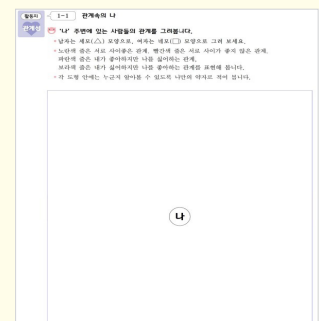 활동지 1-1 관계속의 나
관계성 '나' 주변에 있는 사람들의 관계를 그려봅니다.
◦ 남자는 세모(△) 모양으로, 여자는 네모(□) 모양으로 그려 보세요.
◦ 노란색 줄은 서로 사이좋은 관계, 빨간색 줄은 서로 사이가 좋지 않은 관계,
파란색 줄은 내가 좋아하지만 나를 싫어하는 관계,
보라색 줄은 내가 싫어하지만 나를 좋아하는 관계를 표현해 봅니다.
◦ 각 도형 안에는 누군지 알아볼 수 있도록 나만의 약자로 적어 봅니다.
나